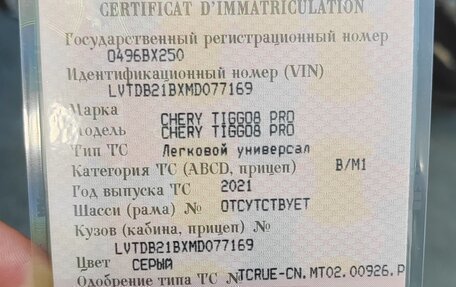 CERTIFICAT D'IMMATRICULATION
Государственный регистрационный номер
О496ВХ250
Идентификационный номер (VIN)
LVTDB21BXMD077169
Марка CHERY TIGGO8 PRO
Модель CHERY TIGGO8 PRO
Тип ТС Легковой универсал
Категория ТС (ABCD, прицеп) B/M1
Год выпуска ТС 2021
Шасси (рама) № ОТСУТСТВУЕТ
Кузов (кабина, прицеп) №
LVTDB21BXMD077169
Цвет СЕРЫЙ
Одобрение типа ТС № TCRUE-CN.MT02.00926.P